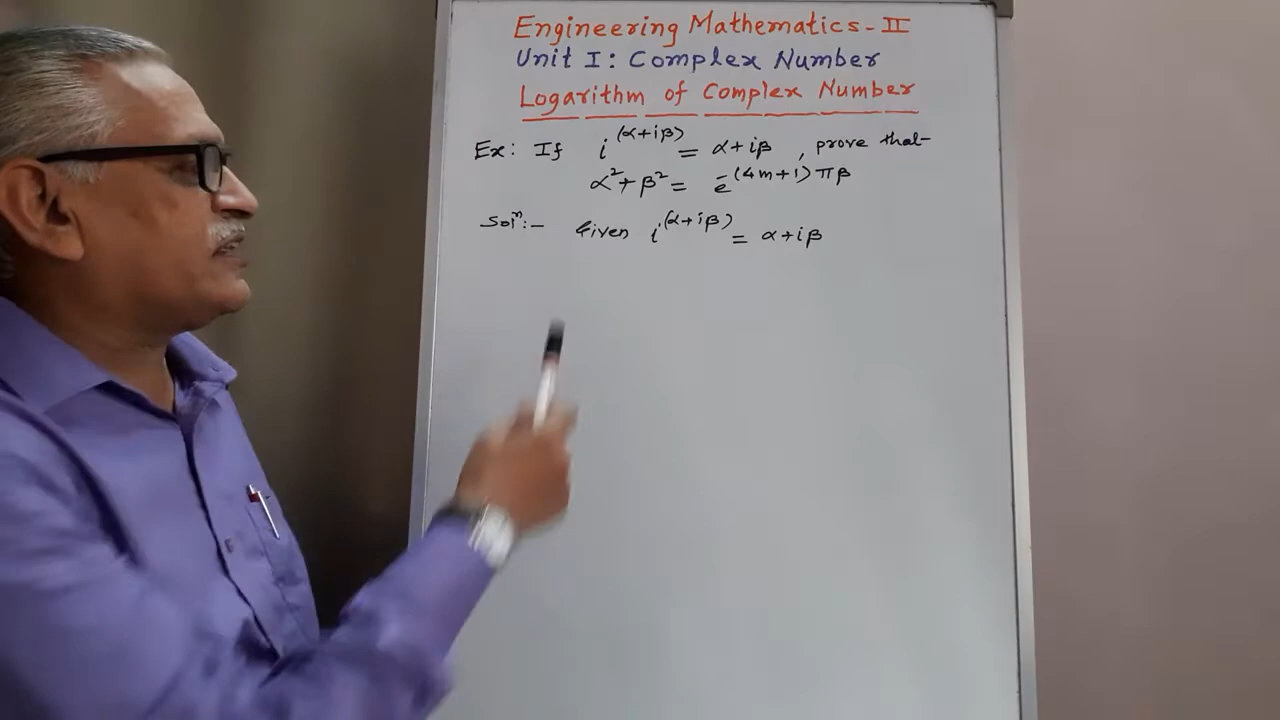 Engineering Mathematics - II
Unit I: Complex Number
Logarithm of Complex Number
Ex: If i^(α+iβ) = α+iβ , prove that
α² + β² = e^-(4m+1)πβ
Solⁿ:- Given i^(α+iβ) = α+iβ